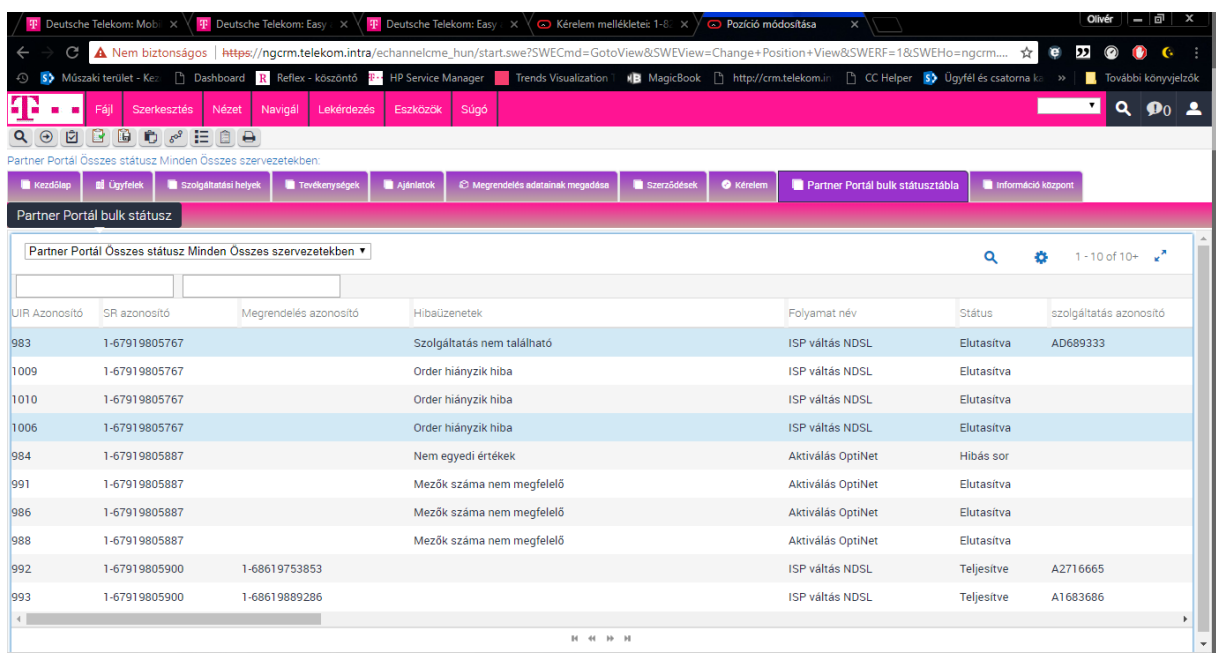 Deutsche Telekom: Mobi Deutsche Telekom: Easy Deutsche Telekom: Easy Kérelem mellékletei: 1-8 Pozíció módosítása Olivér
Nem biztonságos https://ngcrm.telekom.intra/echannelcme_hun/start.swe?SWECmd=GotoView&SWEView=Change+Position+View&SWERF=1&SWEHo=ngcrm....
Műszaki terület - Kez Dashboard Reflex - köszöntő HP Service Manager Trends Visualization MagicBook http://crm.telekom.in CC Helper Ügyfél és csatorna ka » További könyvjelzők
Fájl Szerkesztés Nézet Navigál Lekérdezés Eszközök Súgó 0
Partner Portál Összes státusz Minden Összes szervezetekben:
Kezdőlap Ügyfelek Szolgáltatási helyek Tevékenységek Ajánlatok Megrendelés adatainak megadása Szerződések Kérelem Partner Portál bulk státusztábla Információ központ
Partner Portál bulk státusz
Partner Portál Összes státusz Minden Összes szervezetekben 1 - 10 of 10+
UIR Azonosító SR azonosító Megrendelés azonosító Hibaüzenetek Folyamat név Státus szolgáltatás azonosító
983 1-67919805767 Szolgáltatás nem található ISP váltás NDSL Elutasítva AD689333
1009 1-67919805767 Order hiányzik hiba ISP váltás NDSL Elutasítva
1010 1-67919805767 Order hiányzik hiba ISP váltás NDSL Elutasítva
1006 1-67919805767 Order hiányzik hiba ISP váltás NDSL Elutasítva
984 1-67919805887 Nem egyedi értékek Aktiválás OptiNet Hibás sor
991 1-67919805887 Mezők száma nem megfelelő Aktiválás OptiNet Elutasítva
986 1-67919805887 Mezők száma nem megfelelő Aktiválás OptiNet Elutasítva
988 1-67919805887 Mezők száma nem megfelelő Aktiválás OptiNet Elutasítva
992 1-67919805900 1-68619753853 ISP váltás NDSL Teljesítve A2716665
993 1-67919805900 1-68619889286 ISP váltás NDSL Teljesítve A1683686